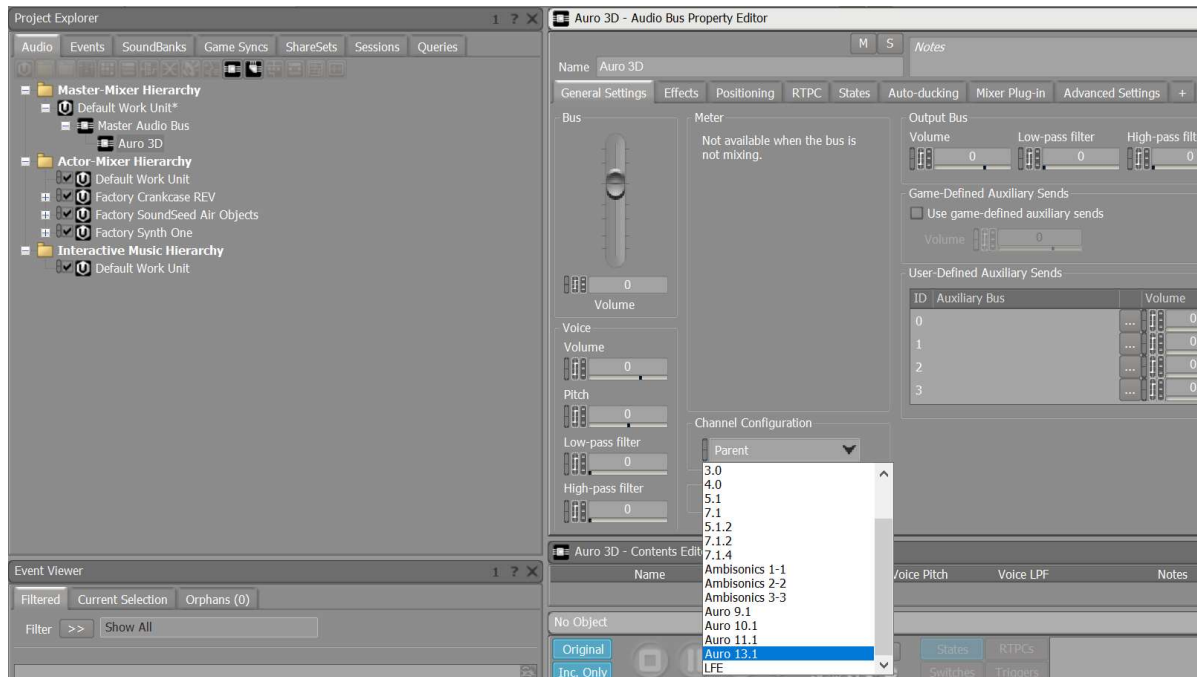 Project Explorer 1 ? X
Audio Events SoundBanks Game Syncs ShareSets Sessions Queries
Master-Mixer Hierarchy
Default Work Unit*
Master Audio Bus
Auro 3D
Actor-Mixer Hierarchy
Default Work Unit
Factory Crankcase REV
Factory SoundSeed Air Objects
Factory Synth One
Interactive Music Hierarchy
Default Work Unit
Event Viewer 1 ? X
Filtered Current Selection Orphans (0)
Filter >> Show All
Auro 3D - Audio Bus Property Editor
M S Notes
Name Auro 3D
General Settings Effects Positioning RTPC States Auto-ducking Mixer Plug-in Advanced Settings +
Bus
0
Volume
Voice
Volume
0
Pitch
0
Low-pass filter
0
High-pass filter
0
Meter
Not available when the bus is
not mixing.
Channel Configuration
Parent
3.0
4.0
5.1
7.1
5.1.2
7.1.2
7.1.4
Ambisonics 1-1
Ambisonics 2-2
Ambisonics 3-3
Auro 9.1
Auro 10.1
Auro 11.1
Auro 13.1
LFE
Output Bus
Volume Low-pass filter High-pass filt
0 0 0
Game-Defined Auxiliary Sends
Use game-defined auxiliary sends
Volume 0
User-Defined Auxiliary Sends
ID Auxiliary Bus Volume
0 ... 0
1 ... 0
2 ... 0
3 ... 0
Auro 3D - Contents Edit
Name Voice Pitch Voice LPF Notes
No Object
Original States RTPCs
Inc. Only Switches Triggers